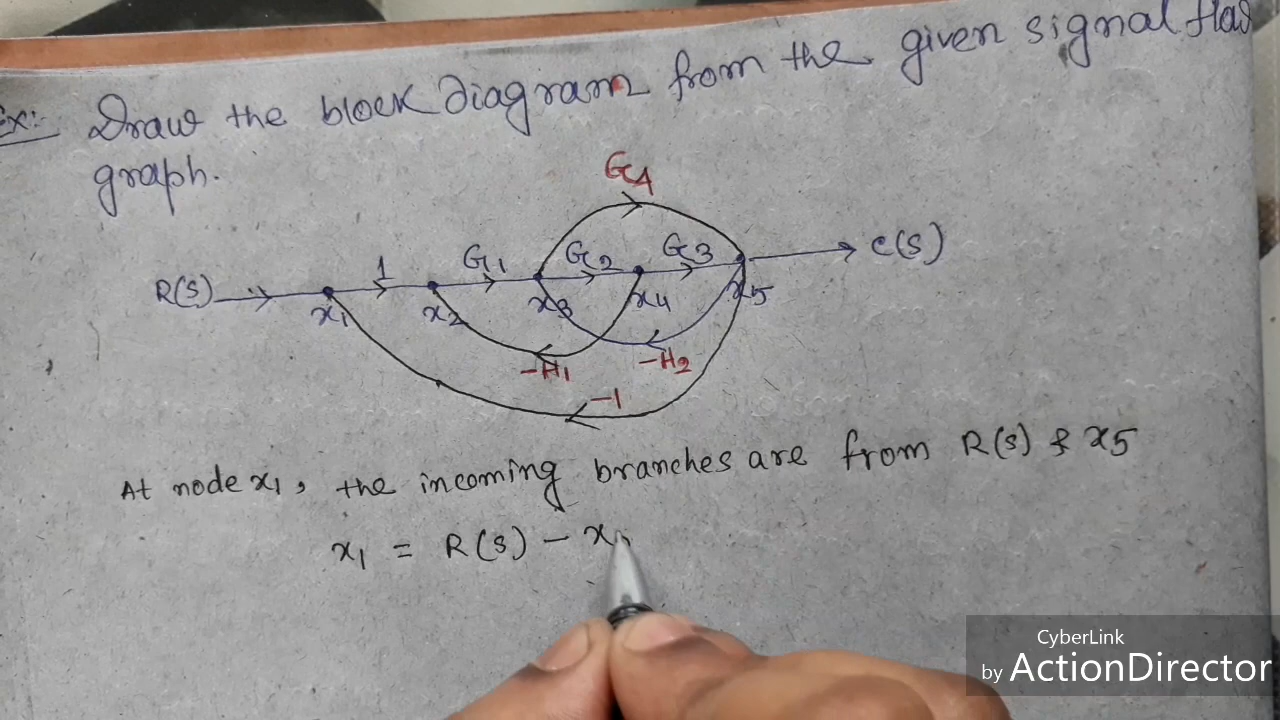 Ex:- Draw the block diagram from the given signal flow
graph.
G4
R(s) 1 G1 G2 G3 C(s)
x1 x2 x3 x4 x5
-H1 -H2
-1
At node x1, the incoming branches are from R(s) & x5
x1 = R(s) - x
CyberLink
by ActionDirector